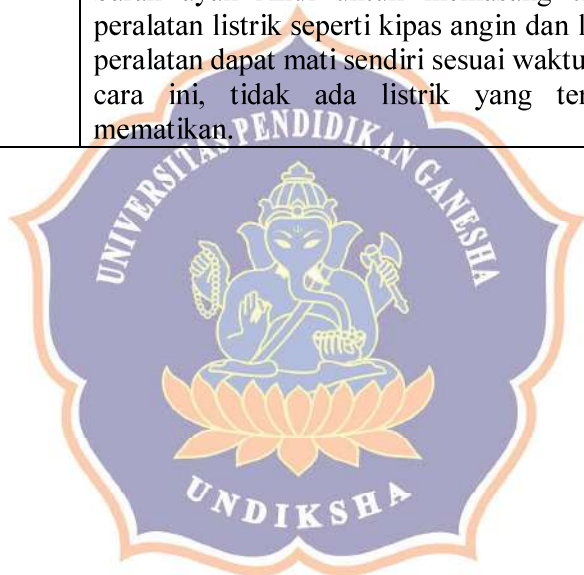 peralatan listrik seperti kipas angin dan
peralatan dapat mati sendiri sesuai waktu
cara ini, tidak ada listrik yang
mematikan.
UNIVERSITAS PENDIDIKAN GANESHA
UNDIKSHA